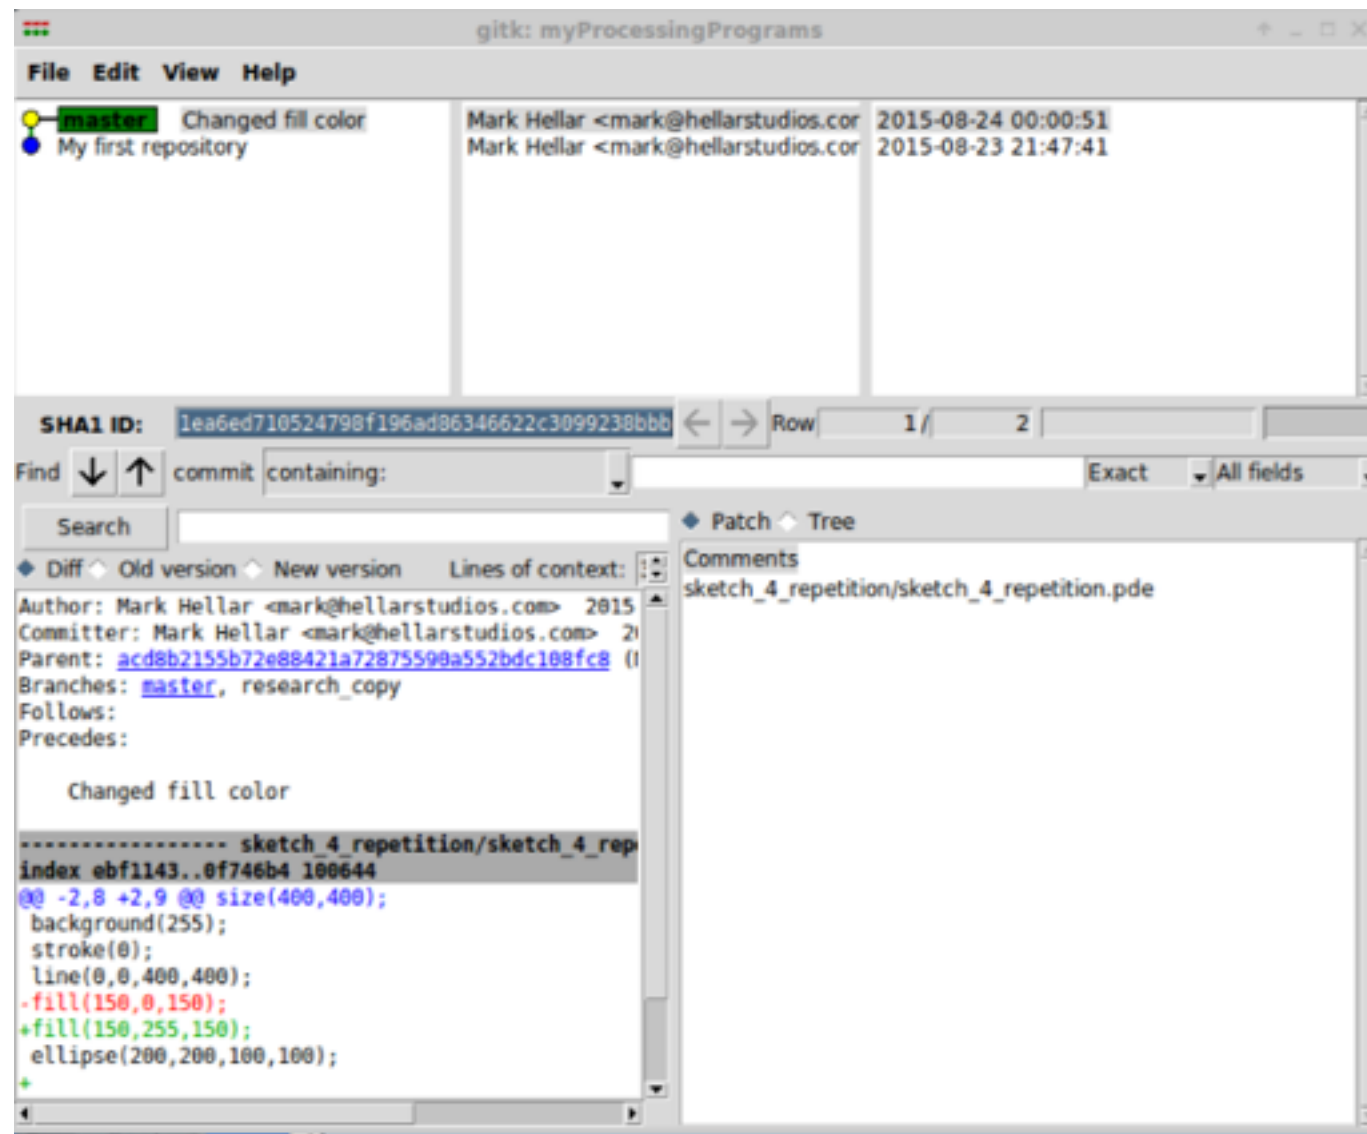 gitk: myProcessingPrograms
File Edit View Help
master Changed fill color Mark Hellar <mark@hellarstudios.cor 2015-08-24 00:00:51
My first repository Mark Hellar <mark@hellarstudios.cor 2015-08-23 21:47:41
SHA1 ID: 1ea6ed710524798f196ad86346622c3099238bbb Row 1 / 2
Find commit containing: Exact All fields
Search Patch Tree
Diff Old version New version Lines of context:
Comments
sketch_4_repetition/sketch_4_repetition.pde
Author: Mark Hellar <mark@hellarstudios.com> 2015
Committer: Mark Hellar <mark@hellarstudios.com> 20
Parent: acd8b2155b72e88421a72875590a552bdc108fc8
Branches: master, research_copy
Follows:
Precedes:
Changed fill color
----------------- sketch_4_repetition/sketch_4_rep
index ebf1143..0f746b4 100644
@@ -2,8 +2,9 @@ size(400,400);
background(255);
stroke(0);
line(0,0,400,400);
-fill(150,0,150);
+fill(150,255,150);
ellipse(200,200,100,100);
+